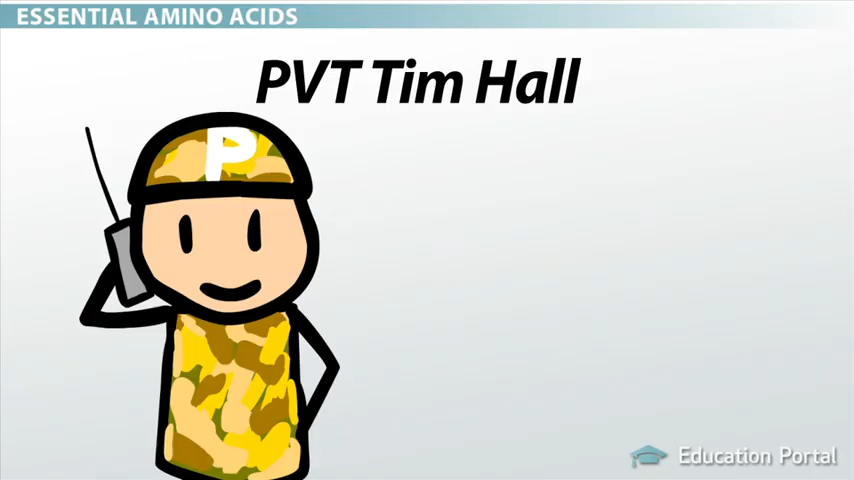 ESSENTIAL AMINO ACIDS
PVT Tim Hall
P
Education Portal